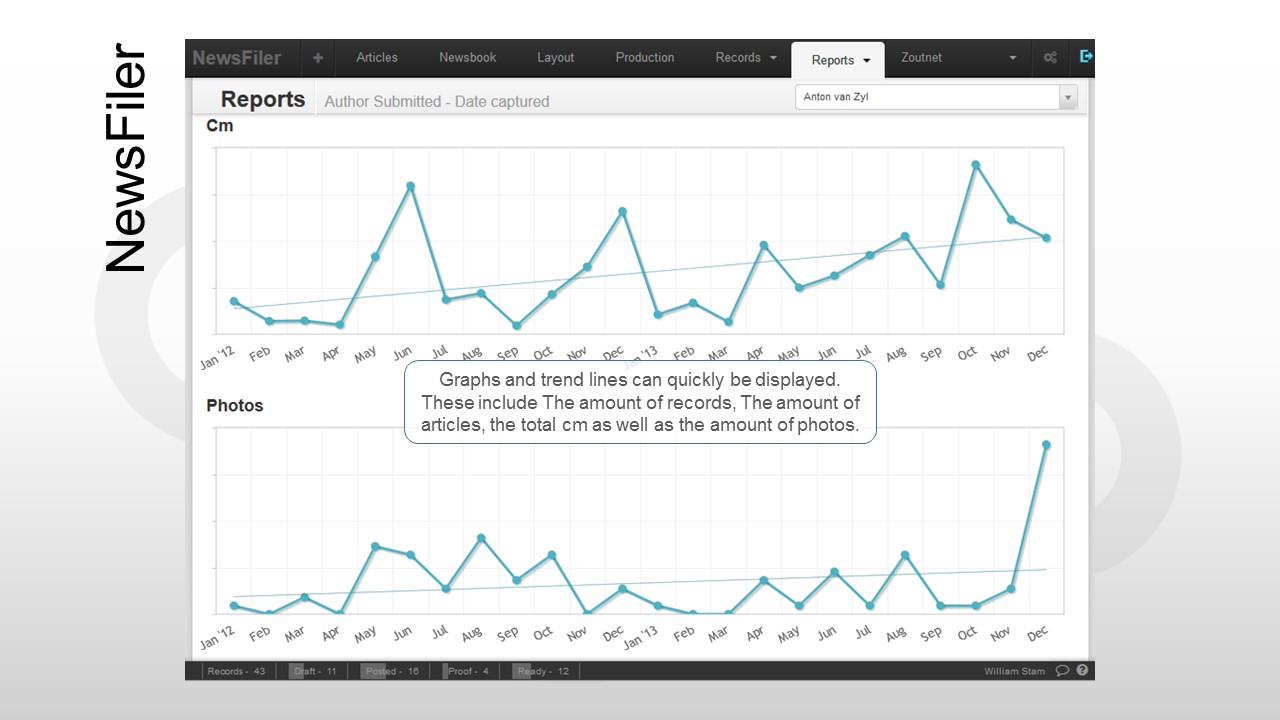 NewsFiler
NewsFiler + Articles Newsbook Layout Production Records Reports Zoutnet
Reports Author Submitted - Date captured Anton van Zyl
Cm
Jan '12 Feb Mar Apr May Jun Jul Aug Sep Oct Nov Dec Jan '13 Feb Mar Apr May Jun Jul Aug Sep Oct Nov Dec
Graphs and trend lines can quickly be displayed.
These include The amount of records, The amount of
articles, the total cm as well as the amount of photos.
Photos
Jan '12 Feb Mar Apr May Jun Jul Aug Sep Oct Nov Dec Jan '13 Feb Mar Apr May Jun Jul Aug Sep Oct Nov Dec
Records - 43 Draft - 11 Posted - 16 Proof - 4 Ready - 12 William Stam ?